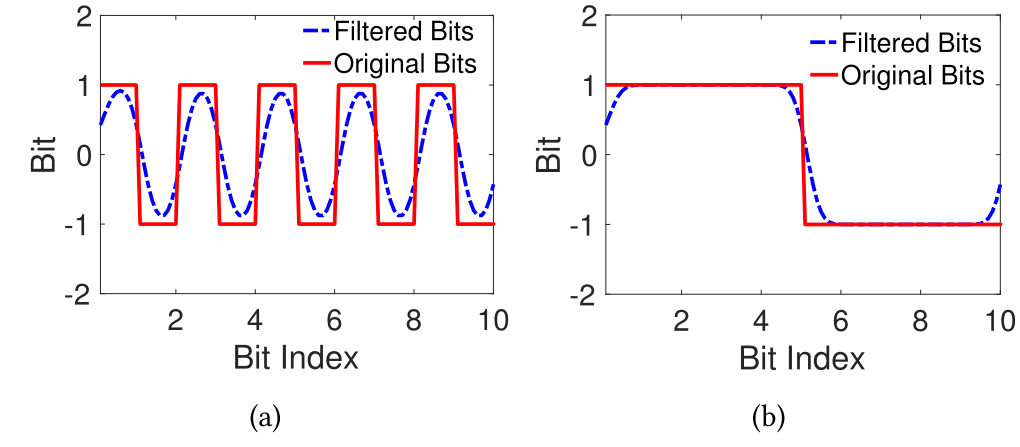 2
1
0
-1
-2
Bit
Filtered Bits
Original Bits
2 4 6 8 10
Bit Index
(a)
2
1
0
-1
-2
Bit
Filtered Bits
Original Bits
2 4 6 8 10
Bit Index
(b)